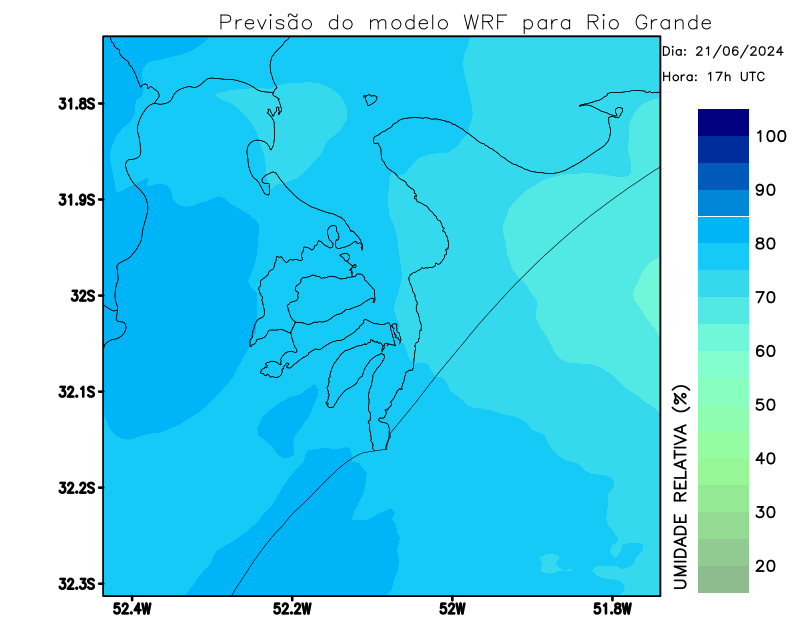 Previsão do modelo WRF para Rio Grande
Dia: 21/06/2024
Hora: 17h UTC
31.8S
31.9S
32S
32.1S
32.2S
32.3S
52.4W
52.2W
52W
51.8W
100
90
80
70
60
50
40
30
20
UMIDADE RELATIVA (%)